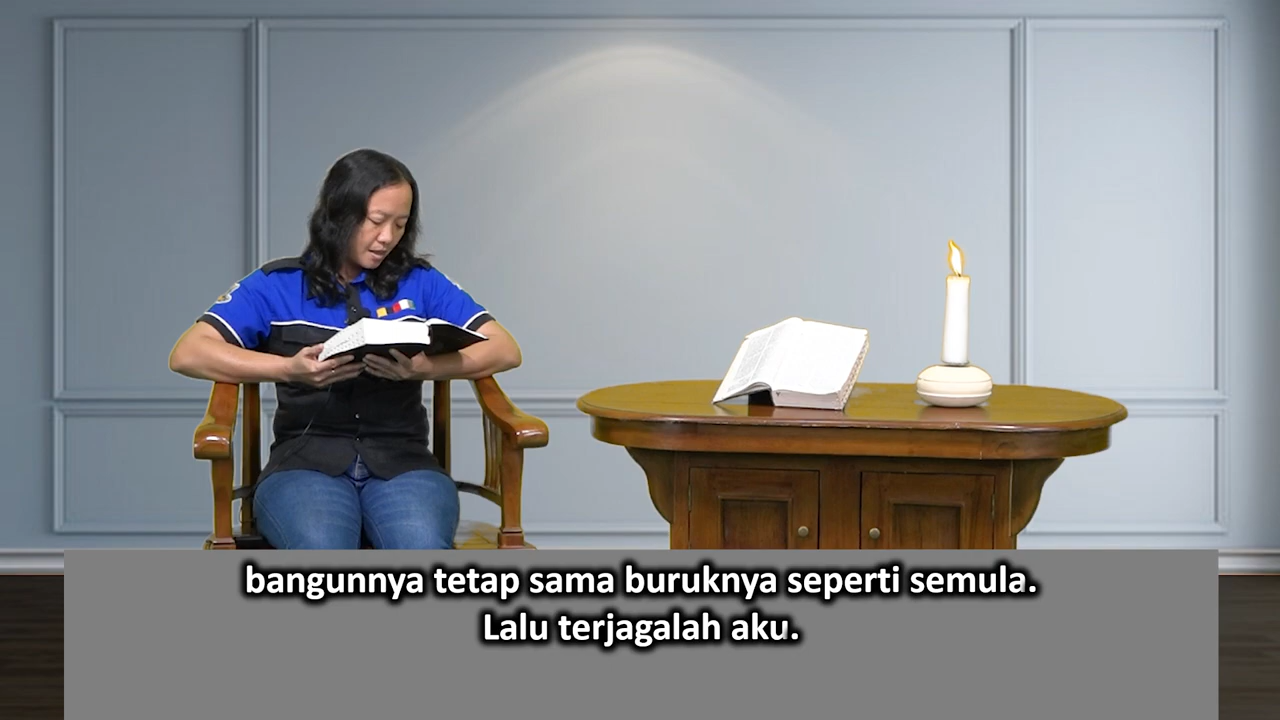 bangunnya tetap sama buruknya seperti semula.
Lalu terjagalah aku.